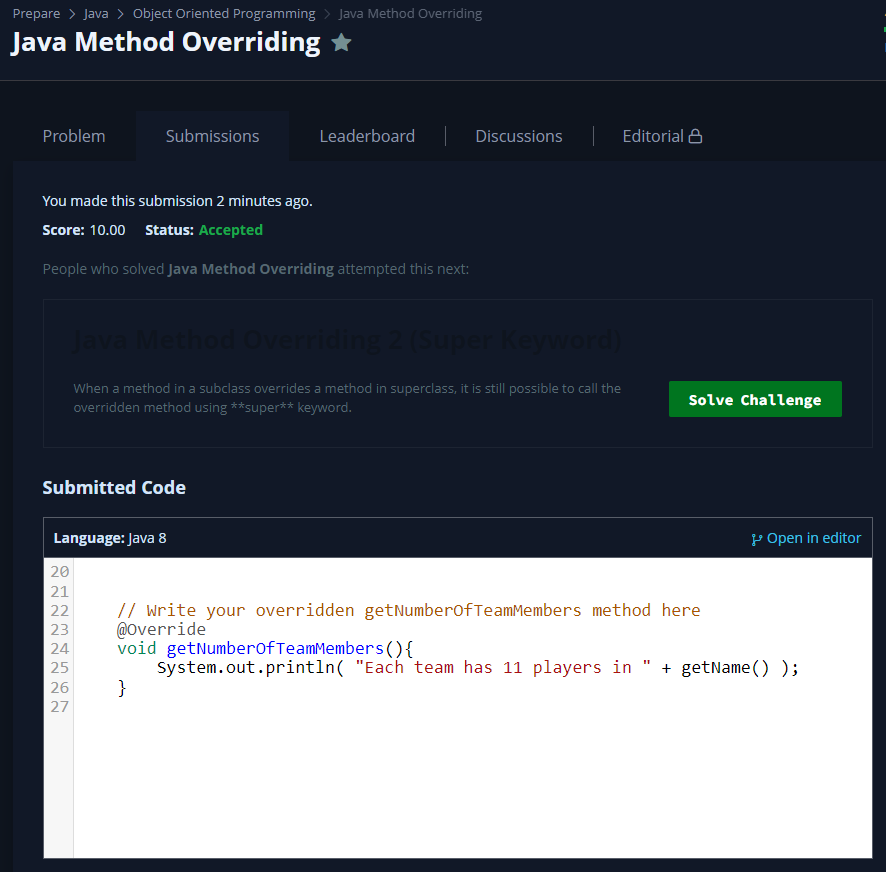 Prepare > Java > Object Oriented Programming > Java Method Overriding
Java Method Overriding
Problem
Submissions
Leaderboard
Discussions
Editorial
You made this submission 2 minutes ago.
Score: 10.00 Status: Accepted
People who solved Java Method Overriding attempted this next:
Java Method Overriding 2 (Super Keyword)
When a method in a subclass overrides a method in superclass, it is still possible to call the
overridden method using **super** keyword.
Solve Challenge
Submitted Code
Language: Java 8
Open in editor
20
21
22 // Write your overridden getNumberOfTeamMembers method here
23 @Override
24 void getNumberOfTeamMembers(){
25 System.out.println( "Each team has 11 players in " + getName() );
26 }
27